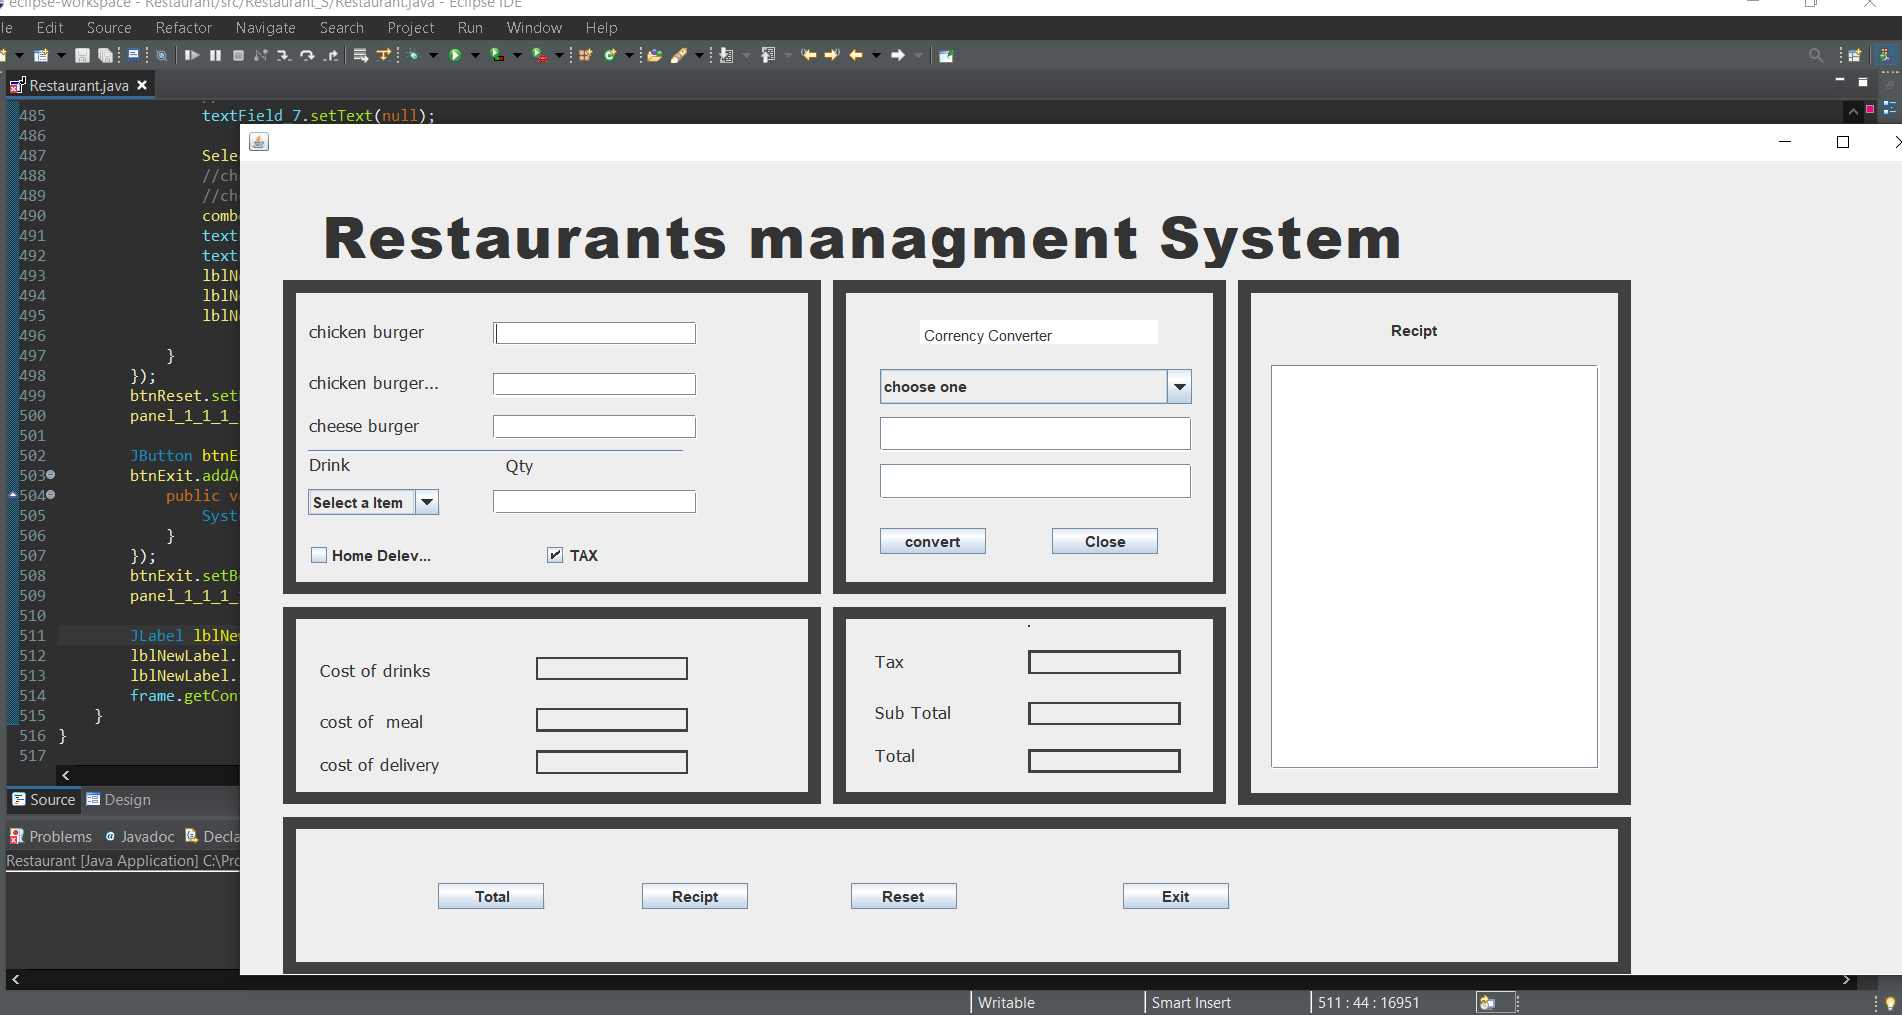 eclipse-workspace - Restaurant/src/Restaurant_S/Restaurant.java - Eclipse IDE
le Edit Source Refactor Navigate Search Project Run Window Help
Restaurant.java
485 textField_7.setText(null);
486
487 Sele
488 //ch
489 //ch
490 comb
491 text
492 text
493 lblN
494 lblN
495 lblN
496
497 }
498 });
499 btnReset.set
500 panel_1_1_1_
501
502 JButton btnE
503 btnExit.addA
504 public v
505 Syst
506 }
507 });
508 btnExit.setB
509 panel_1_1_1_
510
511 JLabel lblNew
512 lblNewLabel.
513 lblNewLabel.
514 frame.getCon
515 }
516 }
517
Source Design
Problems @ Javadoc Decla
Restaurant [Java Application] C:\Pro
Restaurants managment System
chicken burger
chicken burger...
cheese burger
Drink Qty
Select a Item
Home Delev... TAX
Correncу Converter
choose one
convert Close
Recipt
Cost of drinks
cost of meal
cost of delivery
Tax
Sub Total
Total
Total Recipt Reset Exit
Writable Smart Insert 511 : 44 : 16951